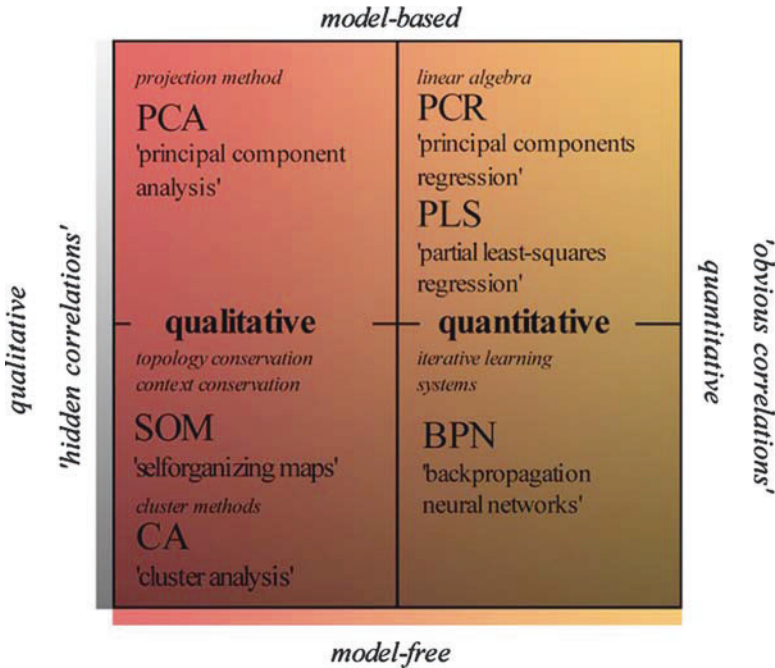 model-based
projection method
PCA
'principal component
analysis'
linear algebra
PCR
'principal components
regression'
PLS
'partial least-squares
regression'
qualitative
'hidden correlations'
qualitative
quantitative
quantitative
'obvious correlations'
topology conservation
context conservation
SOM
'selforganizing maps'
cluster methods
CA
'cluster analysis'
iterative learning
systems
BPN
'backpropagation
neural networks'
model-free